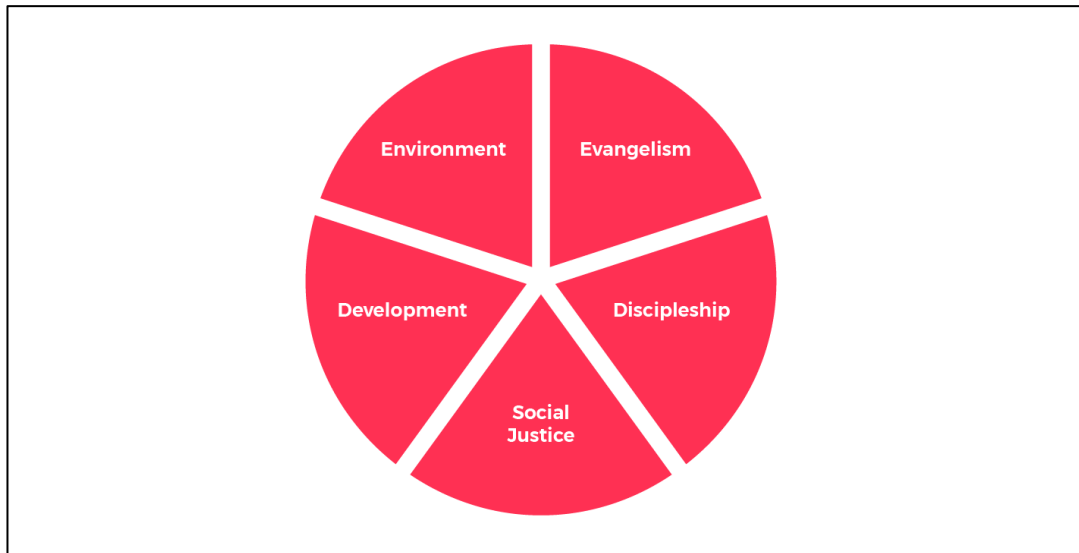 Environment
Evangelism
Development
Discipleship
Social
Justice